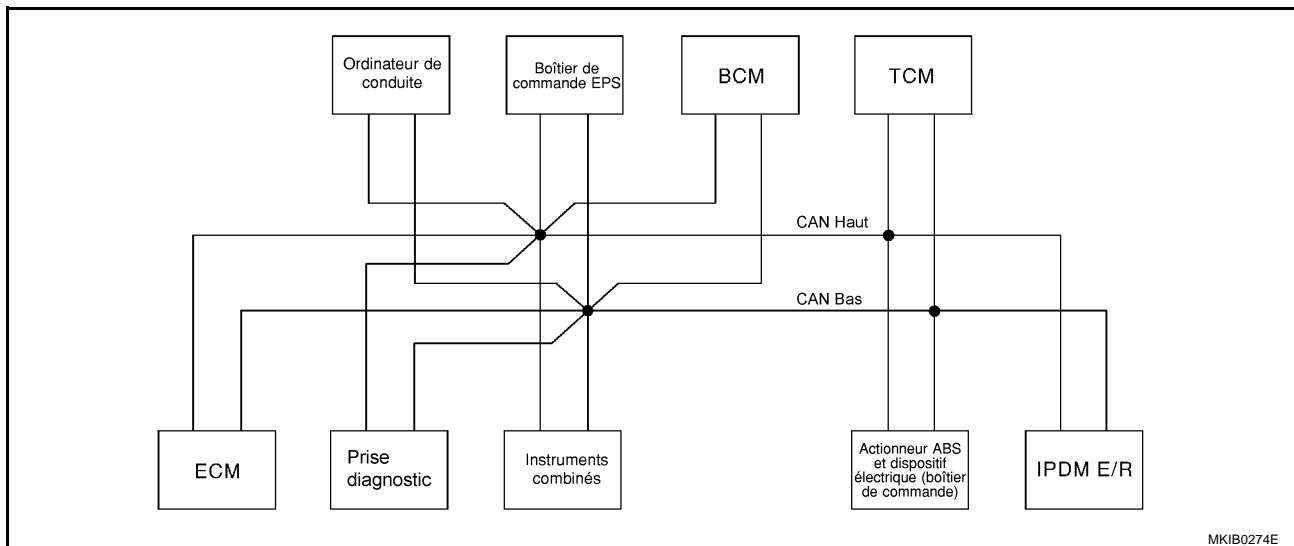 Ordinateur de
conduite
Boîtier de
commande EPS
BCM
TCM
CAN Haut
CAN Bas
ECM
Prise
diagnostic
Instruments
combinés
Actionneur ABS
et dispositif
électrique (boîtier
de commande)
IPDM E/R
MKIB0274E